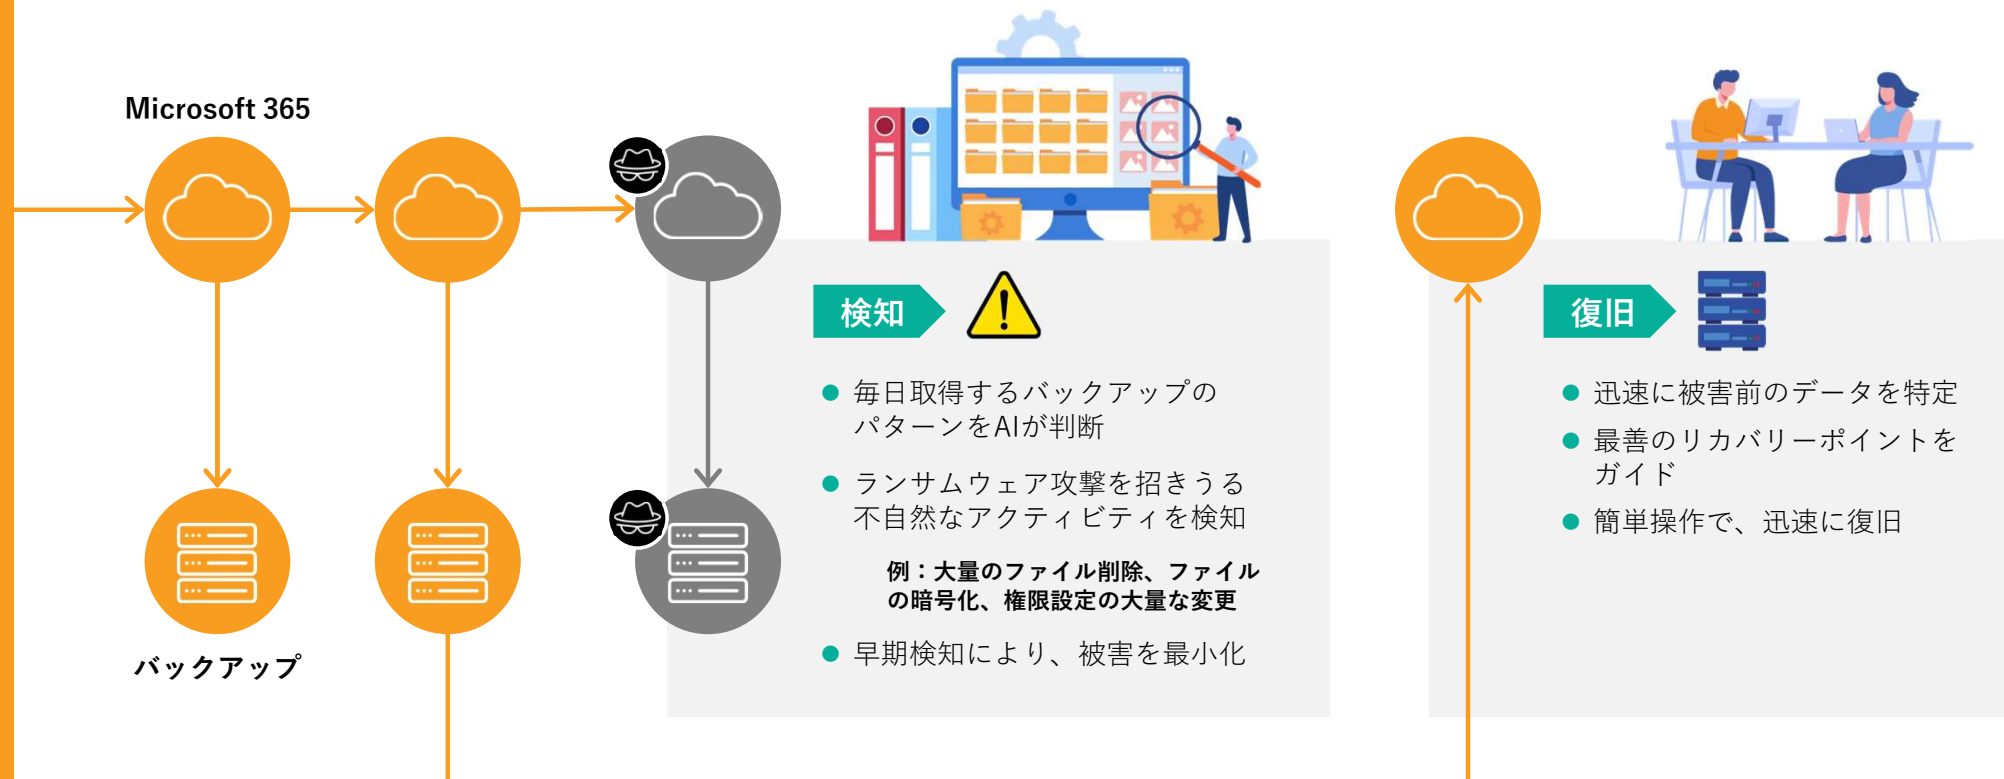 Microsoft 365
バックアップ
検知
毎日取得するバックアップの
パターンをAIが判断
ランサムウェア攻撃を招きうる
不自然なアクティビティを検知
例：大量のファイル削除、ファイル
の暗号化、権限設定の大量な変更
早期検知により、被害を最小化
復旧
迅速に被害前のデータを特定
最善のリカバリーポイントを
ガイド
簡単操作で、迅速に復旧